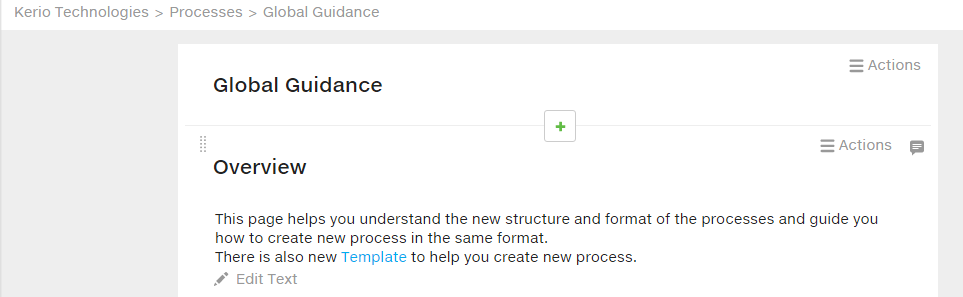 Kerio Technologies > Processes > Global Guidance
Actions
Global Guidance
Actions
Overview
This page helps you understand the new structure and format of the processes and guide you
how to create new process in the same format.
There is also new Template to help you create new process.
Edit Text